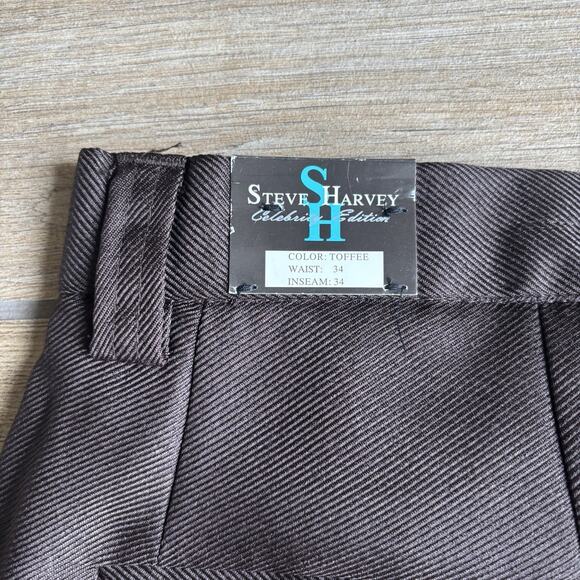 SH
STEVE HARVEY
Celebrity Edition
COLOR: TOFFEE
WAIST: 34
INSEAM: 34